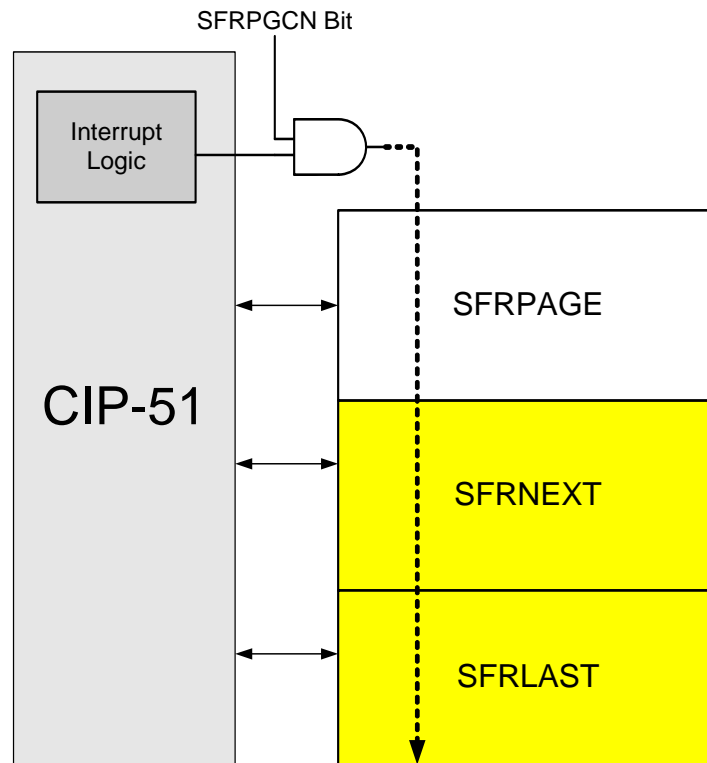 SFRPGCN Bit
Interrupt
Logic
SFRPAGE
CIP-51
SFRNEXT
SFRLAST